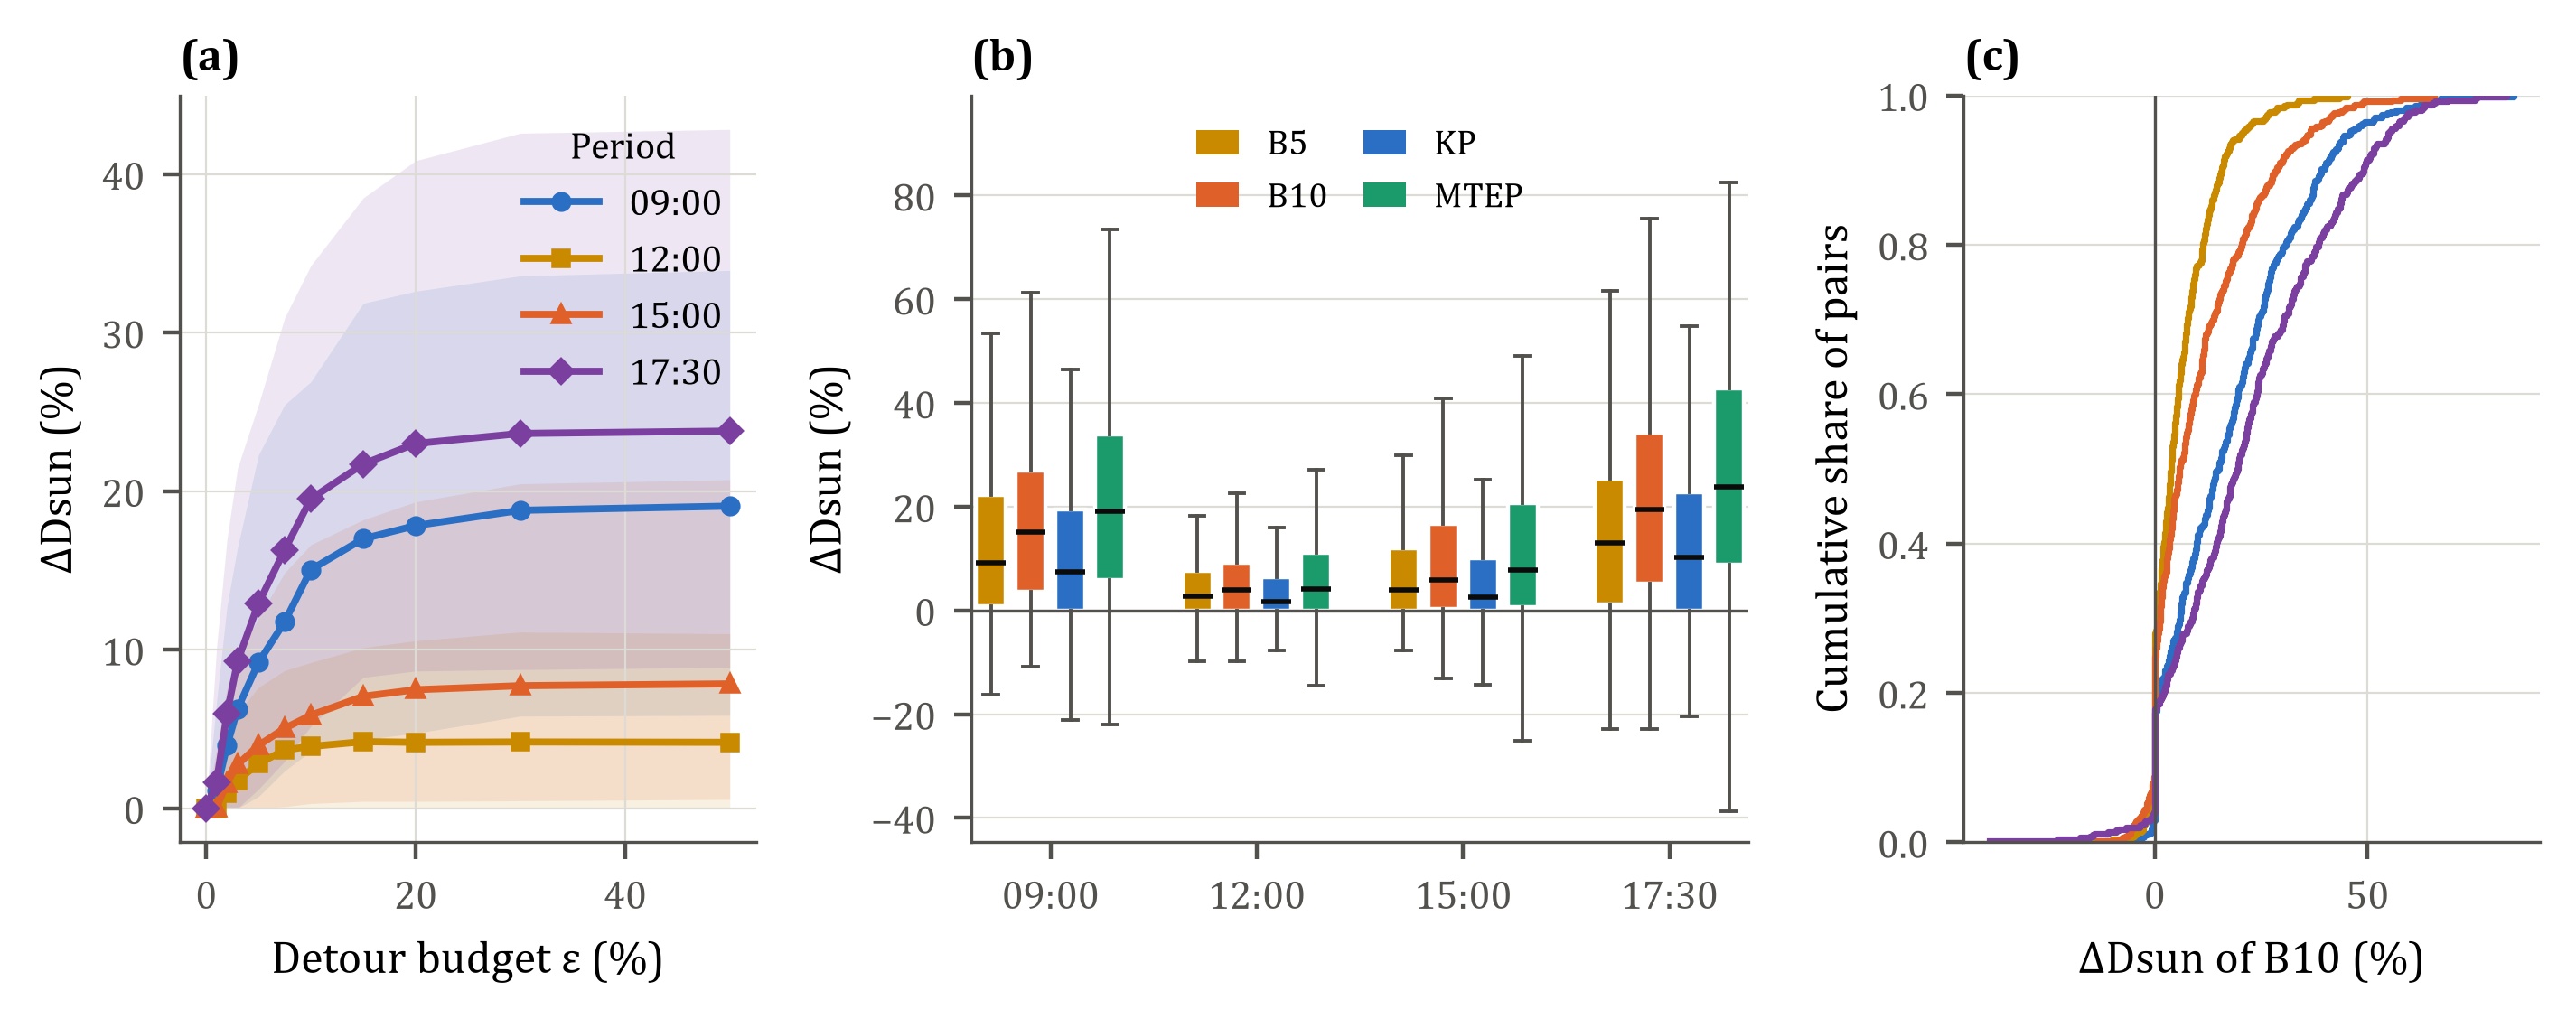 (a)
ΔDsun (%)
40
30
20
10
0
Period
09:00
12:00
15:00
17:30
0 20 40
Detour budget ε (%)
(b)
ΔDsun (%)
80
60
40
20
0
−20
−40
B5 KP
B10 MTEP
09:00 12:00 15:00 17:30
(c)
Cumulative share of pairs
1.0
0.8
0.6
0.4
0.2
0.0
0 50
ΔDsun of B10 (%)